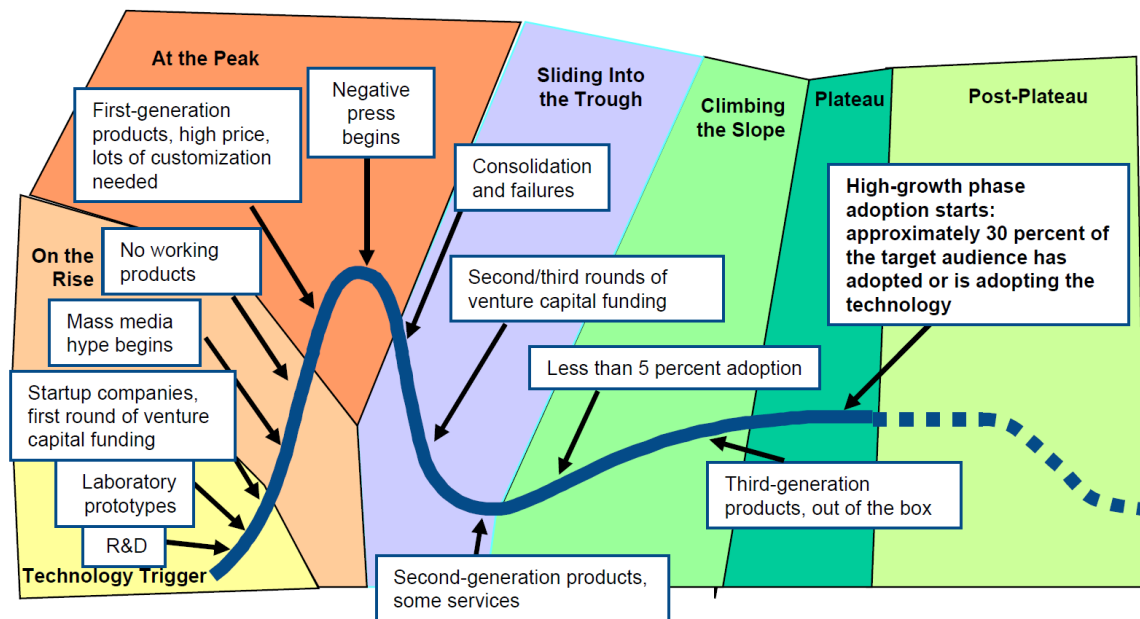 At the Peak
First-generation
products, high price,
lots of customization
needed
Negative
press
begins
Sliding Into
the Trough
Climbing
the Slope
Plateau
Post-Plateau
Consolidation
and failures
High-growth phase
adoption starts:
approximately 30 percent of
the target audience has
adopted or is adopting the
technology
On the
Rise
No working
products
Second/third rounds of
venture capital funding
Mass media
hype begins
Less than 5 percent adoption
Startup companies,
first round of venture
capital funding
Laboratory
prototypes
Third-generation
products, out of the box
R&D
Technology Trigger
Second-generation products,
some services